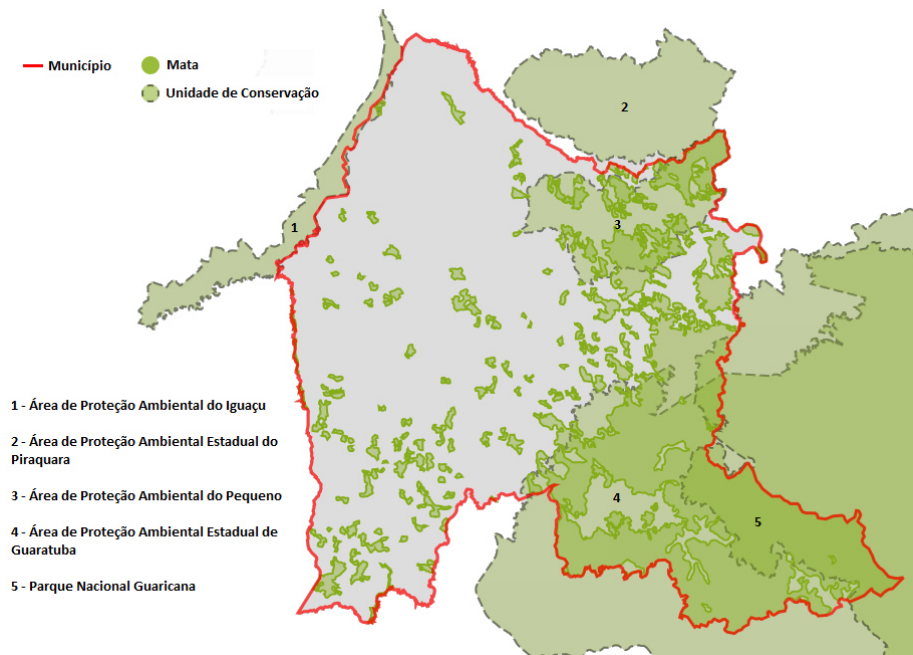 Município
Mata
Unidade de Conservação
2
3
1
1 - Área de Proteção Ambiental do Iguaçu
2 - Área de Proteção Ambiental Estadual do
Piraquara
3 - Área de Proteção Ambiental do Pequeno
4 - Área de Proteção Ambiental Estadual de
Guaratuba
5 - Parque Nacional Guaricana
4
5